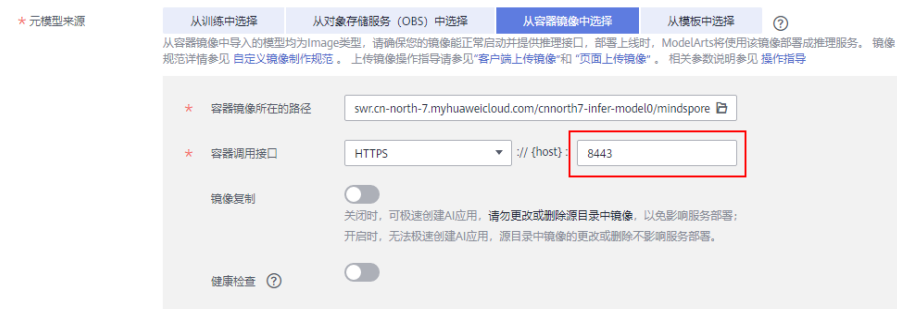 * 元模型来源 从训练中选择 从对象存储服务（OBS）中选择 从容器镜像中选择 从模板中选择 ?
从容器镜像中导入的模型均为Image类型，请确保您的镜像能正常启动并提供推理接口，部署上线时，ModelArts将使用该镜像部署成推理服务。 镜像
规范详情参见 自定义镜像制作规范 。 上传镜像操作指导请参见"客户端上传镜像"和 "页面上传镜像" 。 相关参数说明参见 操作指导
* 容器镜像所在的路径 swr.cn-north-7.myhuaweicloud.com/cnnorth7-infer-model0/mindspore
* 容器调用接口 HTTPS :// {host} : 8443
镜像复制
关闭时，可极速创建AI应用，请勿更改或删除源目录中镜像，以免影响服务部署；
开启时，无法极速创建AI应用，源目录中镜像的更改或删除不影响服务部署。
健康检查 ?